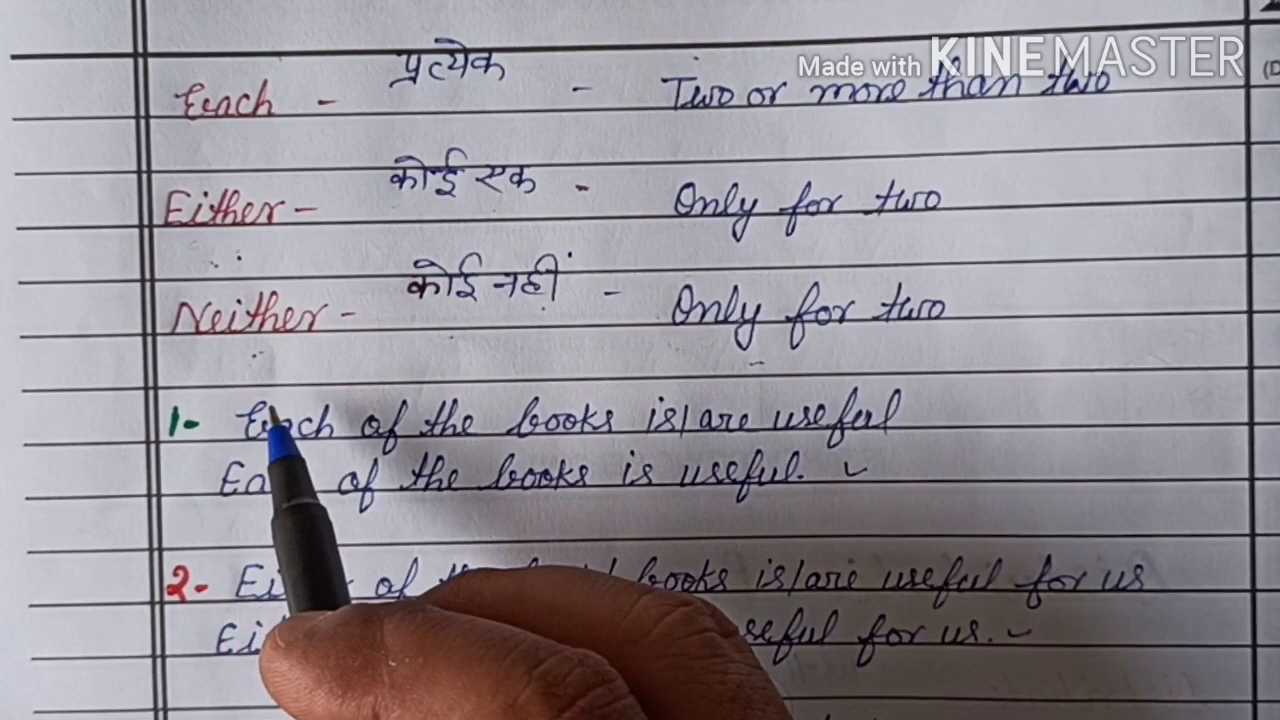 Made with KINEMASTER
Each - प्रत्येक - Two or more than two
Either - कोई एक - Only for two
Neither - कोई नहीं - Only for two
1- Each of the books is/are useful
of the books is useful. ✓
2- of books is/are useful for us
for us. ✓